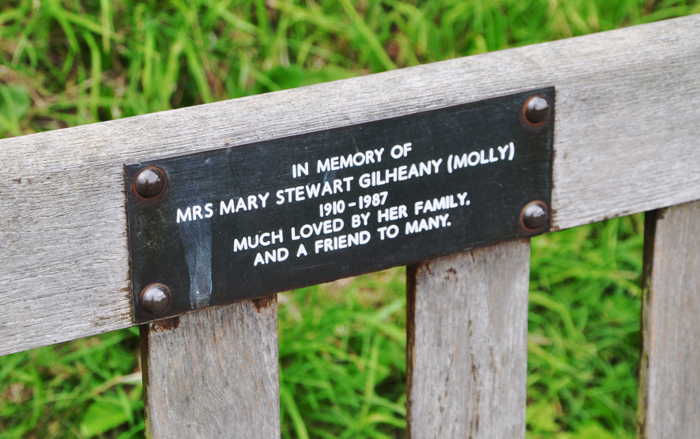 IN MEMORY OF
MRS MARY STEWART GILHEANY (MOLLY)
1910-1987
MUCH LOVED BY HER FAMILY,
AND A FRIEND TO MANY.